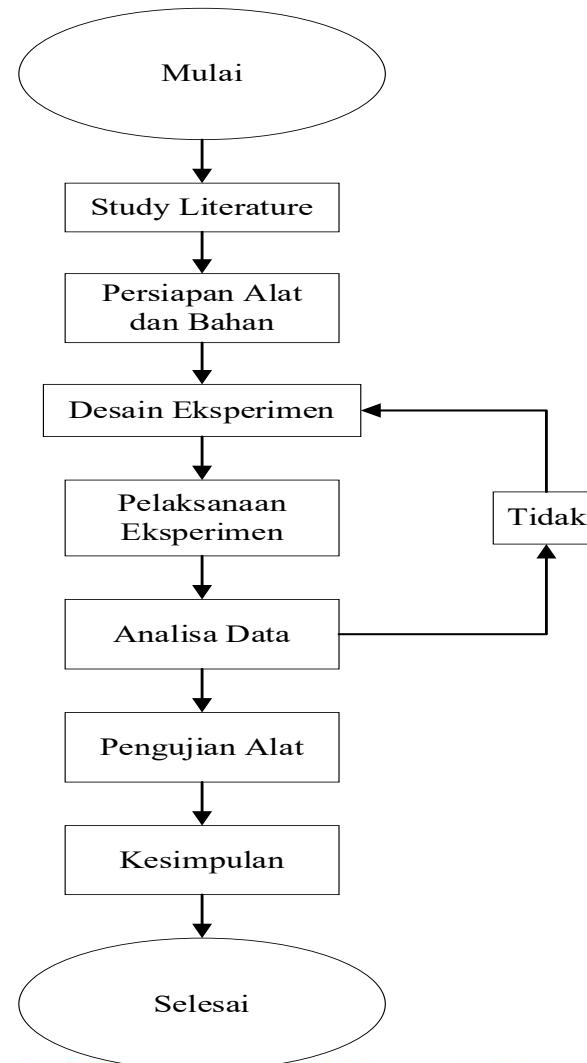 Mulai
Study Literature
Persiapan Alat
dan Bahan
Desain Eksperimen
Pelaksanaan
Eksperimen
Tidak
Analisa Data
Pengujian Alat
Kesimpulan
Selesai